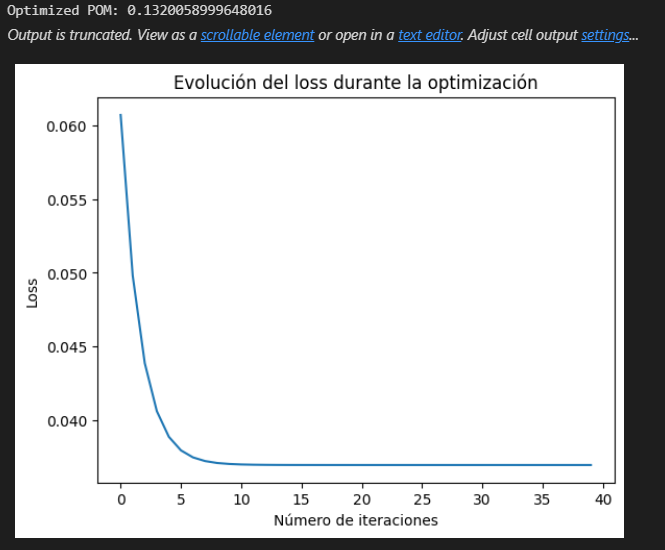 Optimized POM: 0.1320058999648016
Output is truncated. View as a scrollable element or open in a text editor. Adjust cell output settings...
Evolución del loss durante la optimización
0.060
0.055
0.050
0.045
0.040
Loss
0 5 10 15 20 25 30 35 40
Número de iteraciones